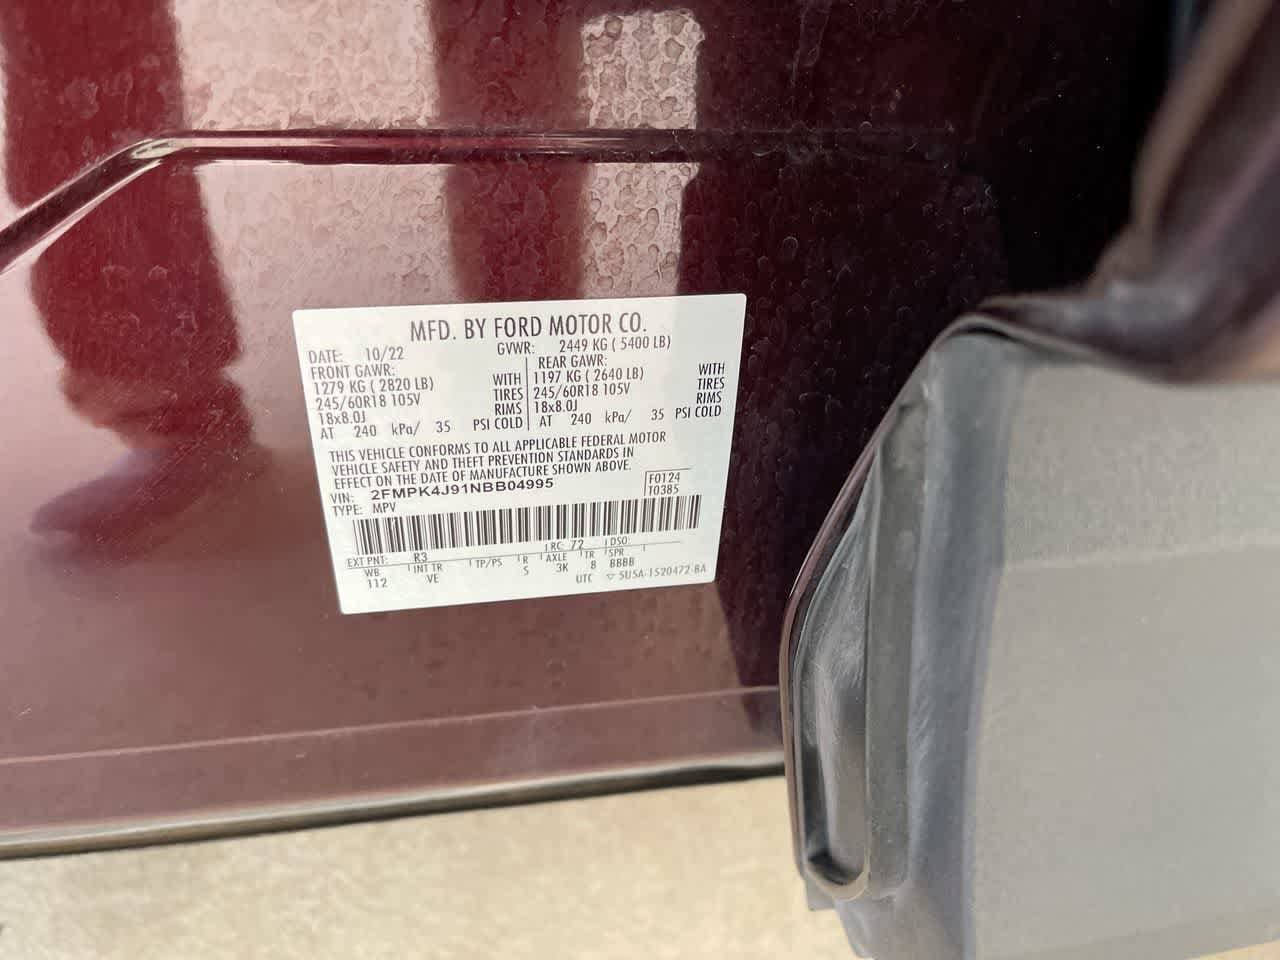 MFD. BY FORD MOTOR CO.
DATE: 10/22 GVWR: 2449 KG ( 5400 LB)
FRONT GAWR: REAR GAWR:
1279 KG ( 2820 LB) WITH 1197 KG ( 2640 LB) WITH
245/60R18 105V TIRES 245/60R18 105V TIRES
18x8.0J RIMS 18x8.0J RIMS
AT 240 kPa/ 35 PSI COLD AT 240 kPa/ 35 PSI COLD
THIS VEHICLE CONFORMS TO ALL APPLICABLE FEDERAL MOTOR
VEHICLE SAFETY AND THEFT PREVENTION STANDARDS IN
EFFECT ON THE DATE OF MANUFACTURE SHOWN ABOVE.
VIN: 2FMPK4J91NBB04995 F0124
TYPE: MPV T0385
EXT PNT: R3 RC: 72 DSO:
WB INT TR TP/PS R AXLE TR SPR
112 VE S 3K 8 BBBB
UTC ▽ 5U5A-1520472-BA